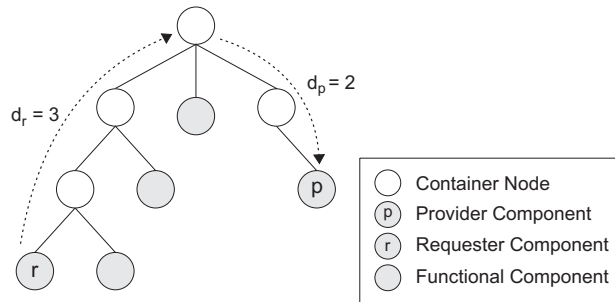 d_p = 2
d_r = 3
p
r
Container Node
p Provider Component
r Requester Component
Functional Component